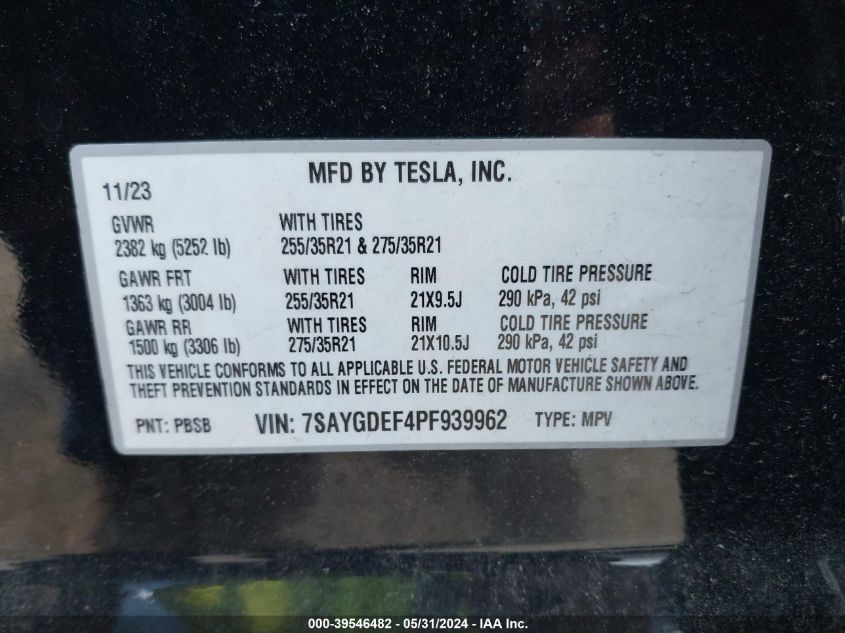 MFD BY TESLA, INC.
11/23
GVWR WITH TIRES
2382 kg (5252 lb) 255/35R21 & 275/35R21
GAWR FRT WITH TIRES RIM COLD TIRE PRESSURE
1363 kg (3004 lb) 255/35R21 21X9.5J 290 kPa, 42 psi
GAWR RR WITH TIRES RIM COLD TIRE PRESSURE
1500 kg (3306 lb) 275/35R21 21X10.5J 290 kPa, 42 psi
THIS VEHICLE CONFORMS TO ALL APPLICABLE U.S. FEDERAL MOTOR VEHICLE SAFETY AND
THEFT PREVENTION STANDARDS IN EFFECT ON THE DATE OF MANUFACTURE SHOWN ABOVE.
PNT: PBSB VIN: 7SAYGDEF4PF939962 TYPE: MPV
000-39546482 - 05/31/2024 - IAA Inc.